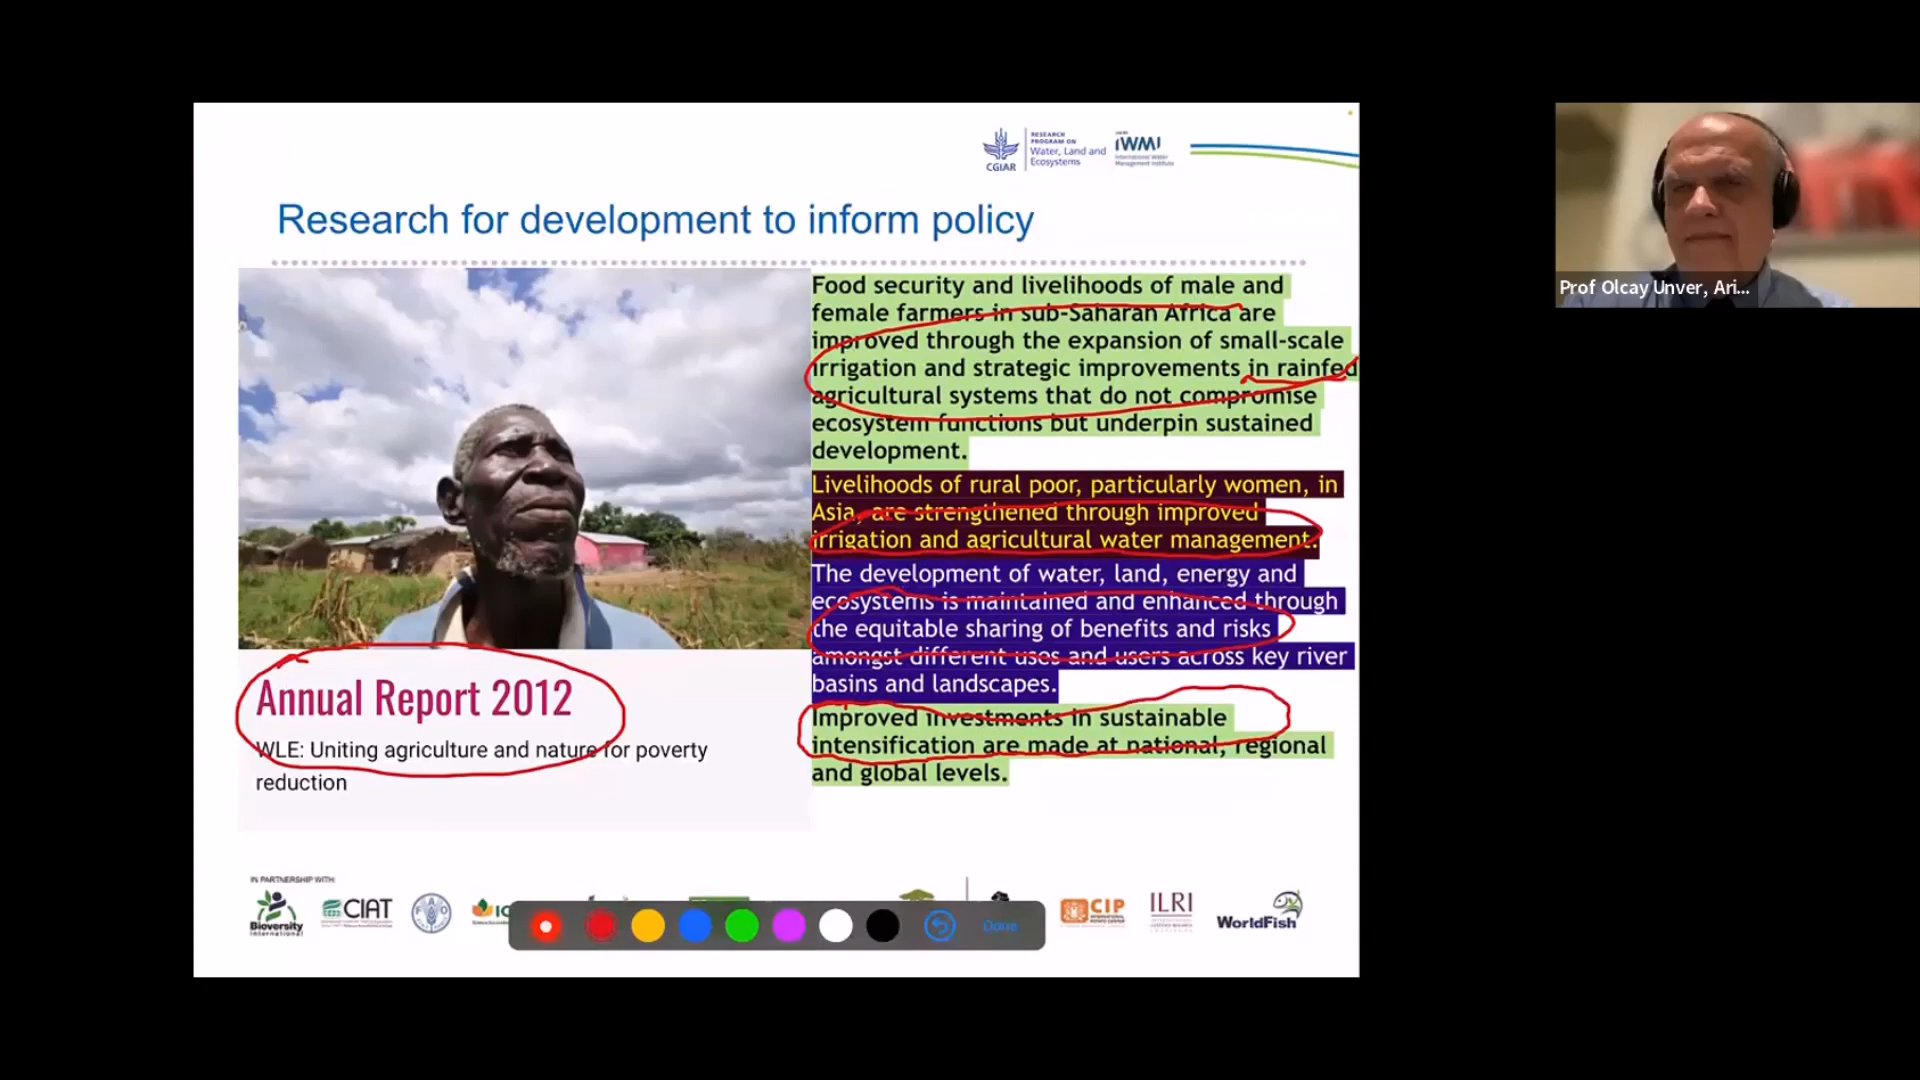 CGIAR
RESEARCH
PROGRAM ON
Water, Land and
Ecosystems
IWMI
International Water
Management Institute
Research for development to inform policy
Food security and livelihoods of male and
female farmers in sub-Saharan Africa are
improved through the expansion of small-scale
irrigation and strategic improvements in rainfed
agricultural systems that do not compromise
ecosystem functions but underpin sustained
development.
Livelihoods of rural poor, particularly women, in
Asia, are strengthened through improved
irrigation and agricultural water management.
The development of water, land, energy and
ecosystems is maintained and enhanced through
the equitable sharing of benefits and risks
amongst different uses and users across key river
basins and landscapes.
Improved investments in sustainable
intensification are made at national, regional
and global levels.
Annual Report 2012
WLE: Uniting agriculture and nature for poverty
reduction
IN PARTNERSHIP WITH:
Bioversity
International
CIAT
FAO
IC
Done
CIP
ILRI
WorldFish
Prof Olcay Unver, Ari...